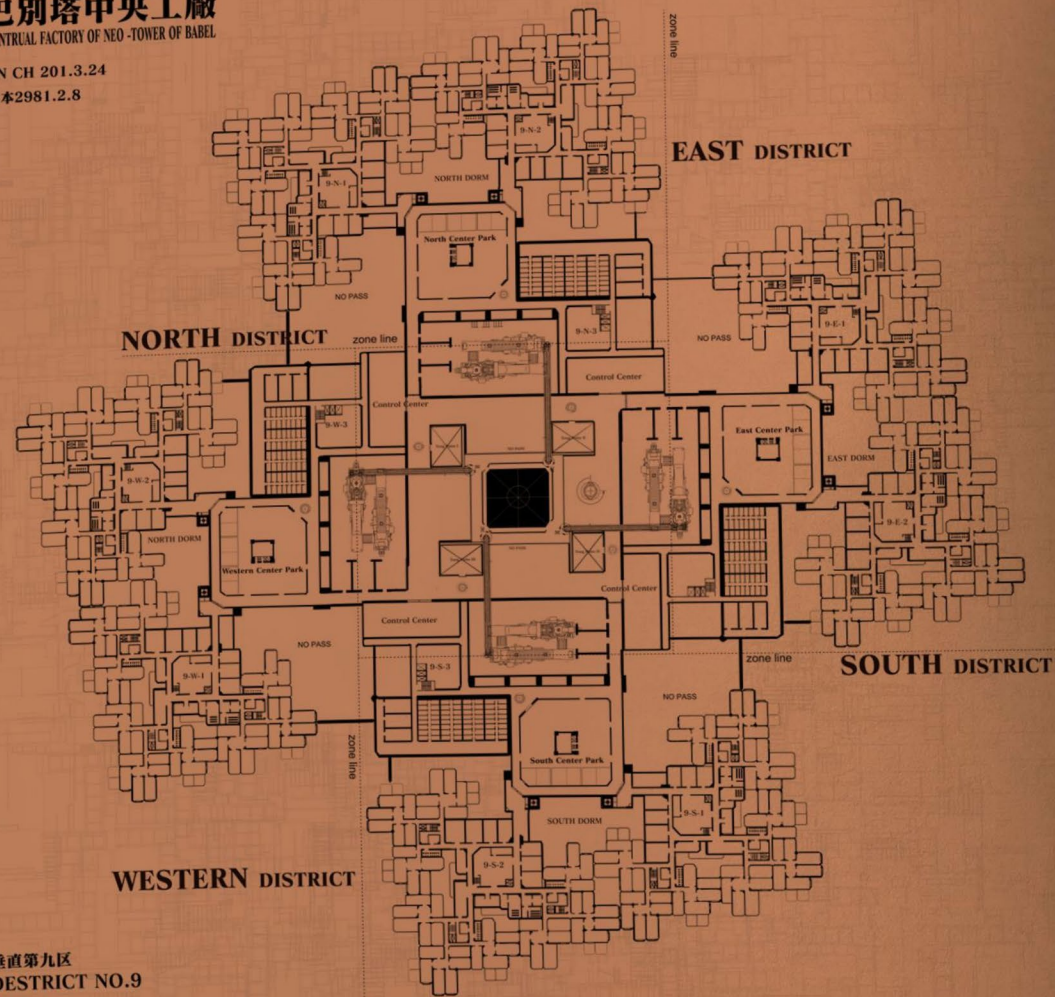 巴別塔中央工廠
NTRUAL FACTORY OF NEO -TOWER OF BABEL
N CH 201.3.24
本2981.2.8
zone line
EAST DISTRICT
9-N-2
NORTH DORM
9-N-1
North Center Park
NO PASS
9-E-1
NO PASS
NORTH DISTRICT
zone line
9-N-3
Control Center
Control Center
9-W-3
East Center Park
EAST DORM
9-W-2
9-E-2
NORTH DORM
Western Center Park
Control Center
Control Center
NO PASS
9-W-1
9-S-3
zone line
SOUTH DISTRICT
NO PASS
zone line
South Center Park
9-S-1
SOUTH DORM
9-S-2
WESTERN DISTRICT
垂直第九区
DESTRICT NO.9